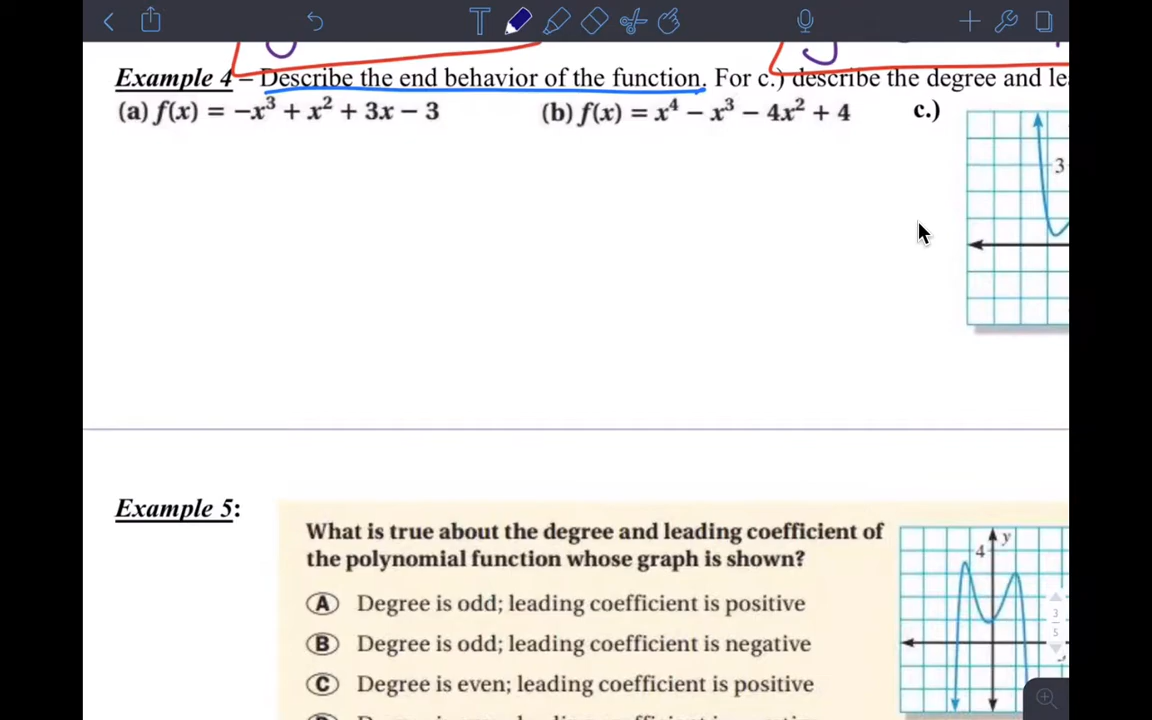 Example 4 – Describe the end behavior of the function. For c.) describe the degree and le
(a) f(x) = −x³ + x² + 3x − 3 (b) f(x) = x⁴ − x³ − 4x² + 4 c.)
3
Example 5:
What is true about the degree and leading coefficient of
the polynomial function whose graph is shown?
4 y
A Degree is odd; leading coefficient is positive
B Degree is odd; leading coefficient is negative
C Degree is even; leading coefficient is positive
3
5